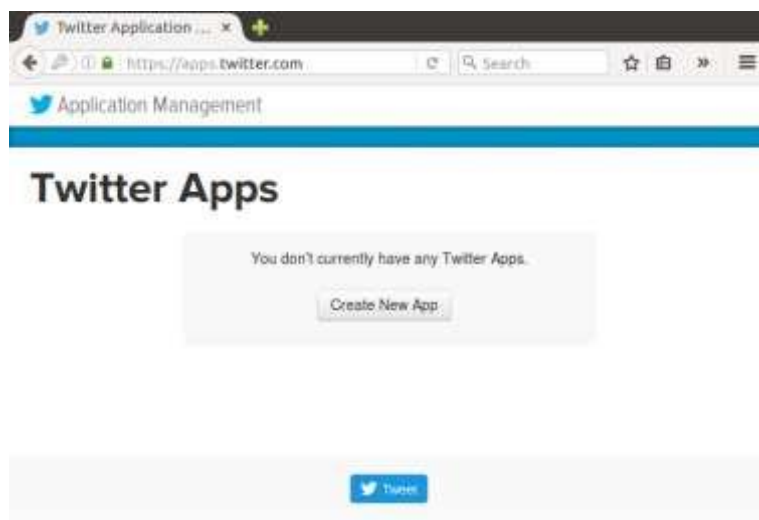 Twitter Application ... ×
https://apps.twitter.com
Search
Application Management
Twitter Apps
You don't currently have any Twitter Apps.
Create New App
Tweet